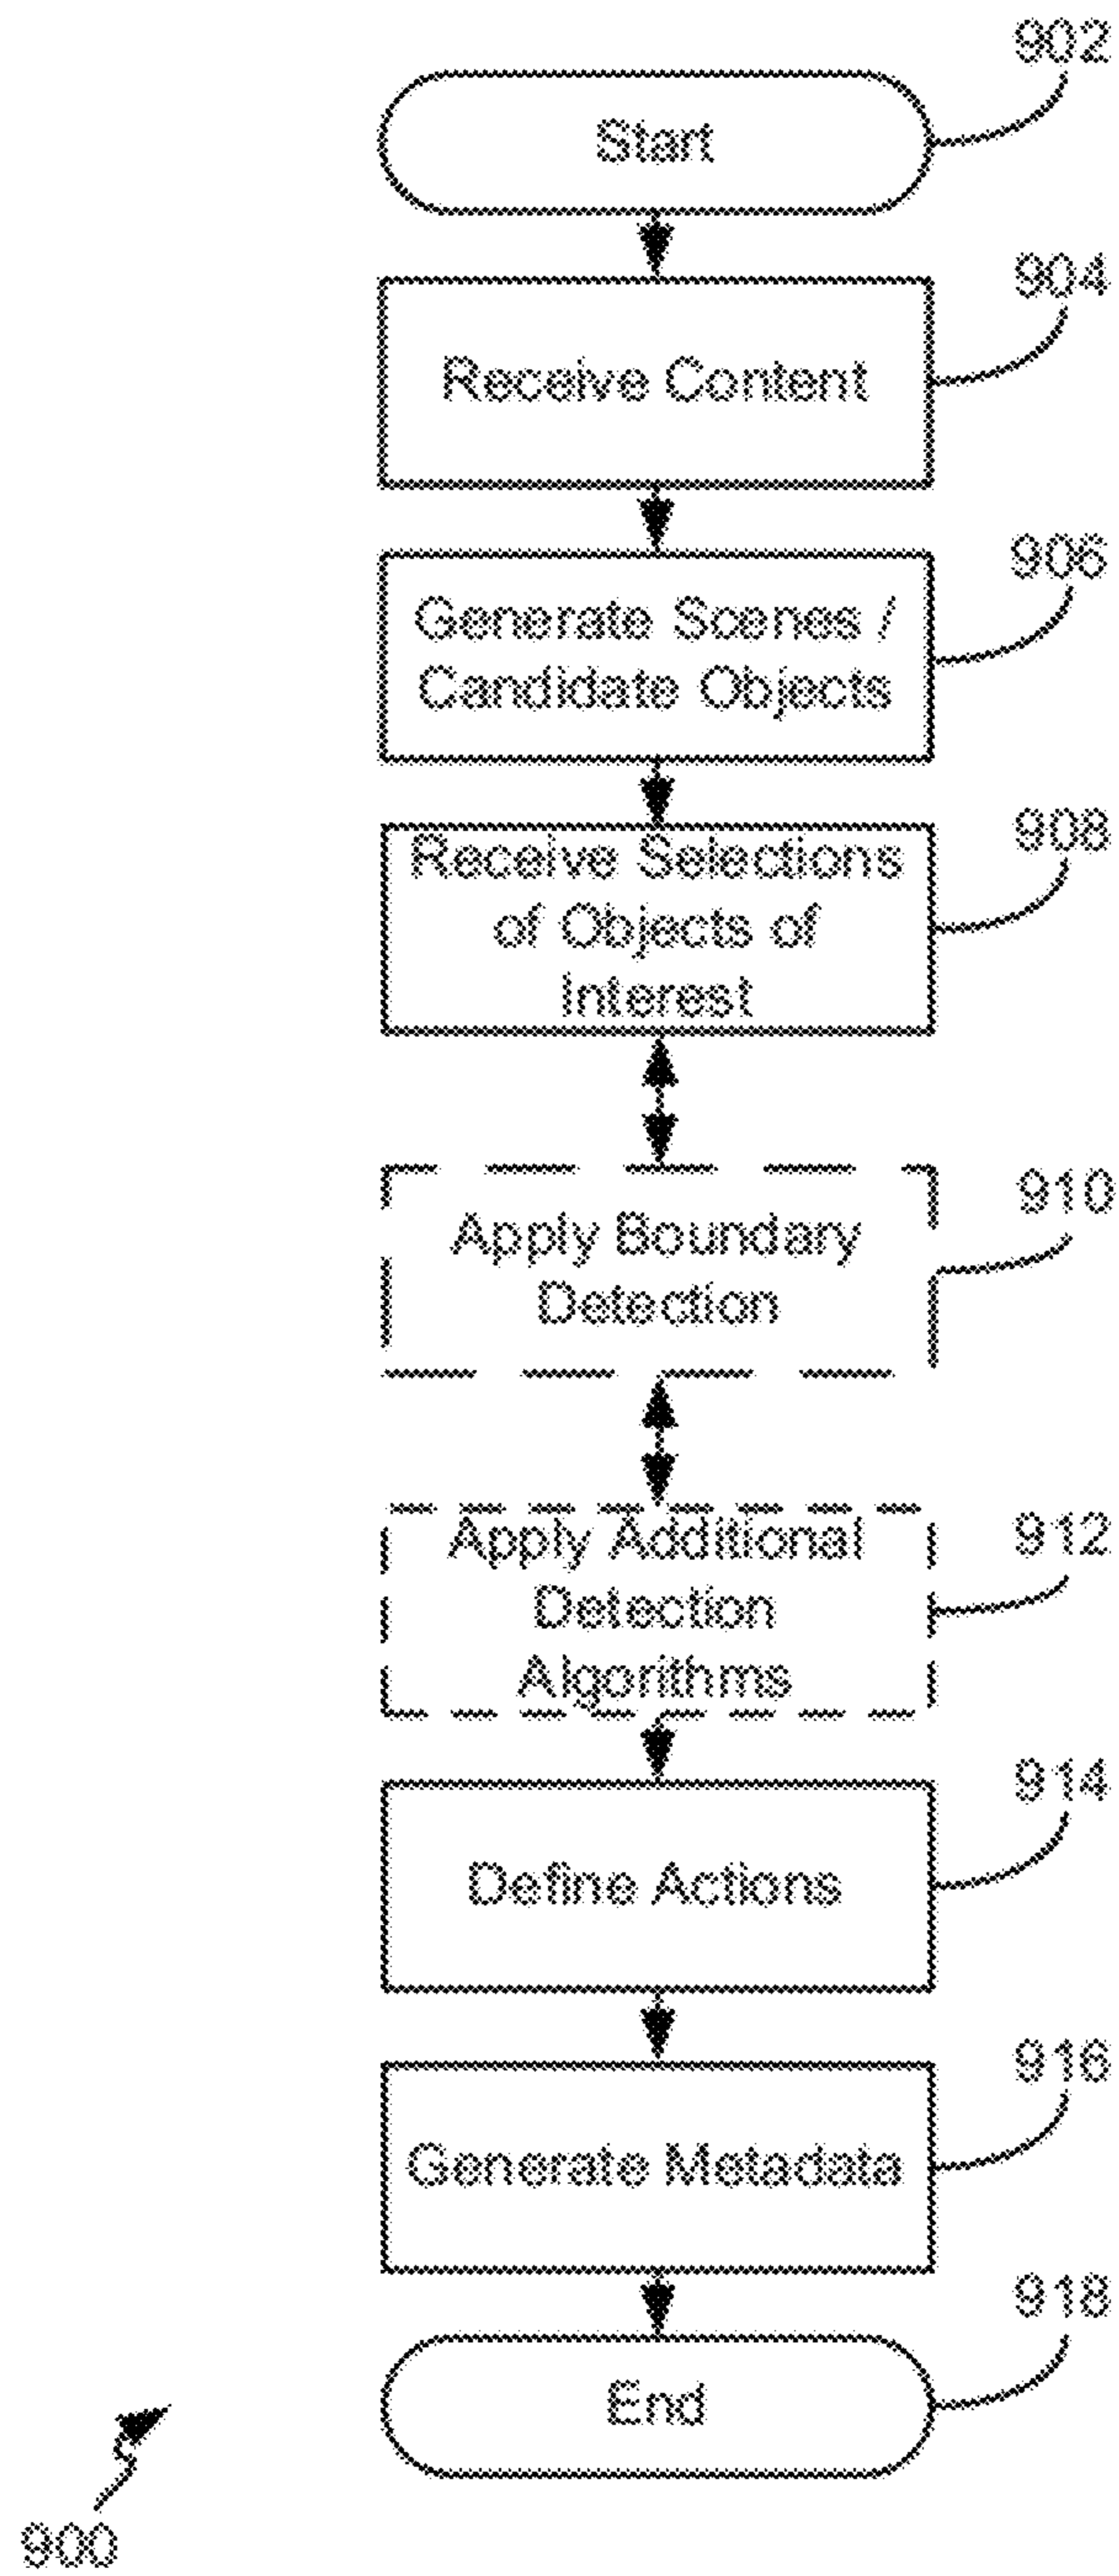 902
Start
904
Receive Content
906
Generate Scenes /
Candidate Objects
908
Receive Selections
of Objects of
Interest
910
Apply Boundary
Detection
912
Apply Additional
Detection
Algorithms
914
Define Actions
916
Generate Metadata
918
End
900